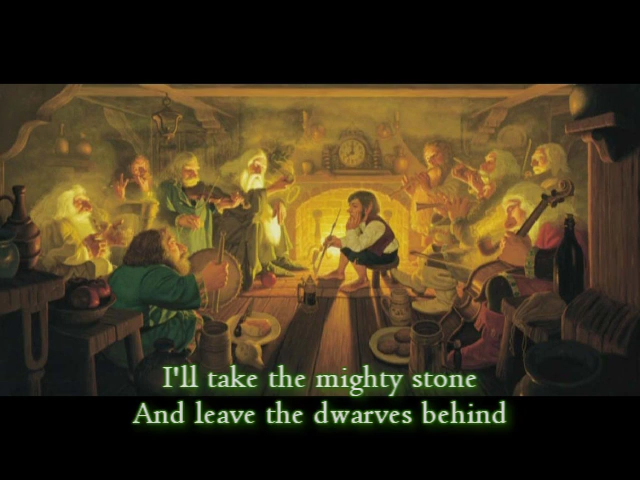 I'll take the mighty stone
And leave the dwarves behind